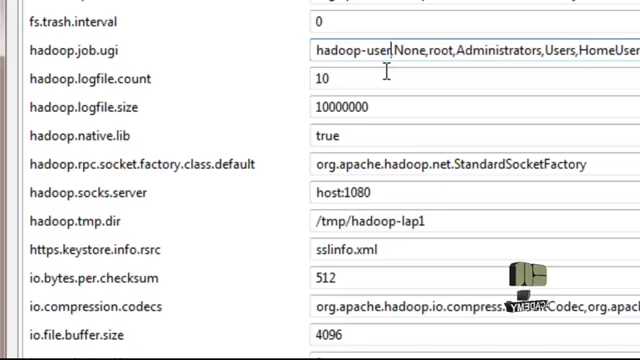 fs.trash.interval 0
hadoop.job.ugi hadoop-user,None,root,Administrators,Users,HomeUser
hadoop.logfile.count 10
hadoop.logfile.size 10000000
hadoop.native.lib true
hadoop.rpc.socket.factory.class.default org.apache.hadoop.net.StandardSocketFactory
hadoop.socks.server host:1080
hadoop.tmp.dir /tmp/hadoop-lap1
https.keystore.info.rsrc sslinfo.xml
io.bytes.per.checksum 512
io.compression.codecs org.apache.hadoop.io.compress. Codec,org.apac
io.file.buffer.size 4096